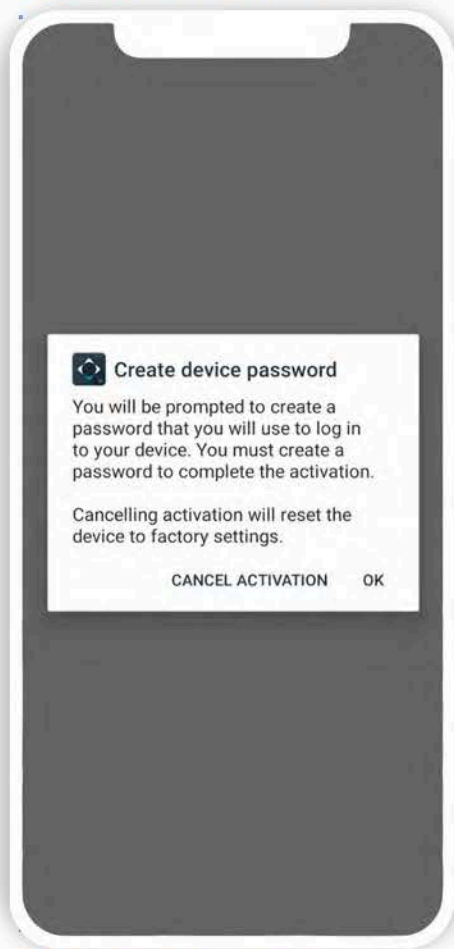 Create device password
You will be prompted to create a
password that you will use to log in
to your device. You must create a
password to complete the activation.
Cancelling activation will reset the
device to factory settings.
CANCEL ACTIVATION OK